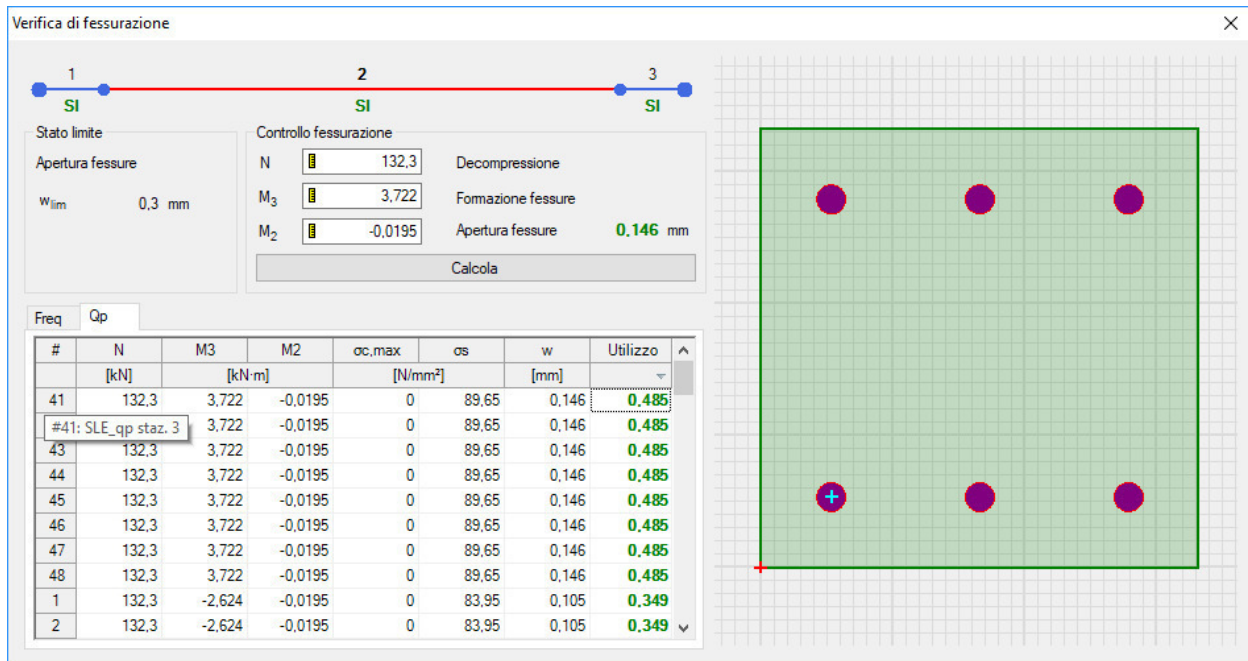 Verifica di fessurazione
1 2 3
SI SI SI
Stato limite
Apertura fessure
wlim 0,3 mm
Controllo fessurazione
N 132,3 Decompressione
M3 3,722 Formazione fessure
M2 -0,0195 Apertura fessure 0,146 mm
Calcola
Freq Qp
# N M3 M2 σc,max σs w Utilizzo
[kN] [kN·m] [N/mm²] [mm]
41 132,3 3,722 -0,0195 0 89,65 0,146 0,485
#41: SLE_qp staz. 3 3,722 -0,0195 0 89,65 0,146 0,485
43 132,3 3,722 -0,0195 0 89,65 0,146 0,485
44 132,3 3,722 -0,0195 0 89,65 0,146 0,485
45 132,3 3,722 -0,0195 0 89,65 0,146 0,485
46 132,3 3,722 -0,0195 0 89,65 0,146 0,485
47 132,3 3,722 -0,0195 0 89,65 0,146 0,485
48 132,3 3,722 -0,0195 0 89,65 0,146 0,485
1 132,3 -2,624 -0,0195 0 83,95 0,105 0,349
2 132,3 -2,624 -0,0195 0 83,95 0,105 0,349